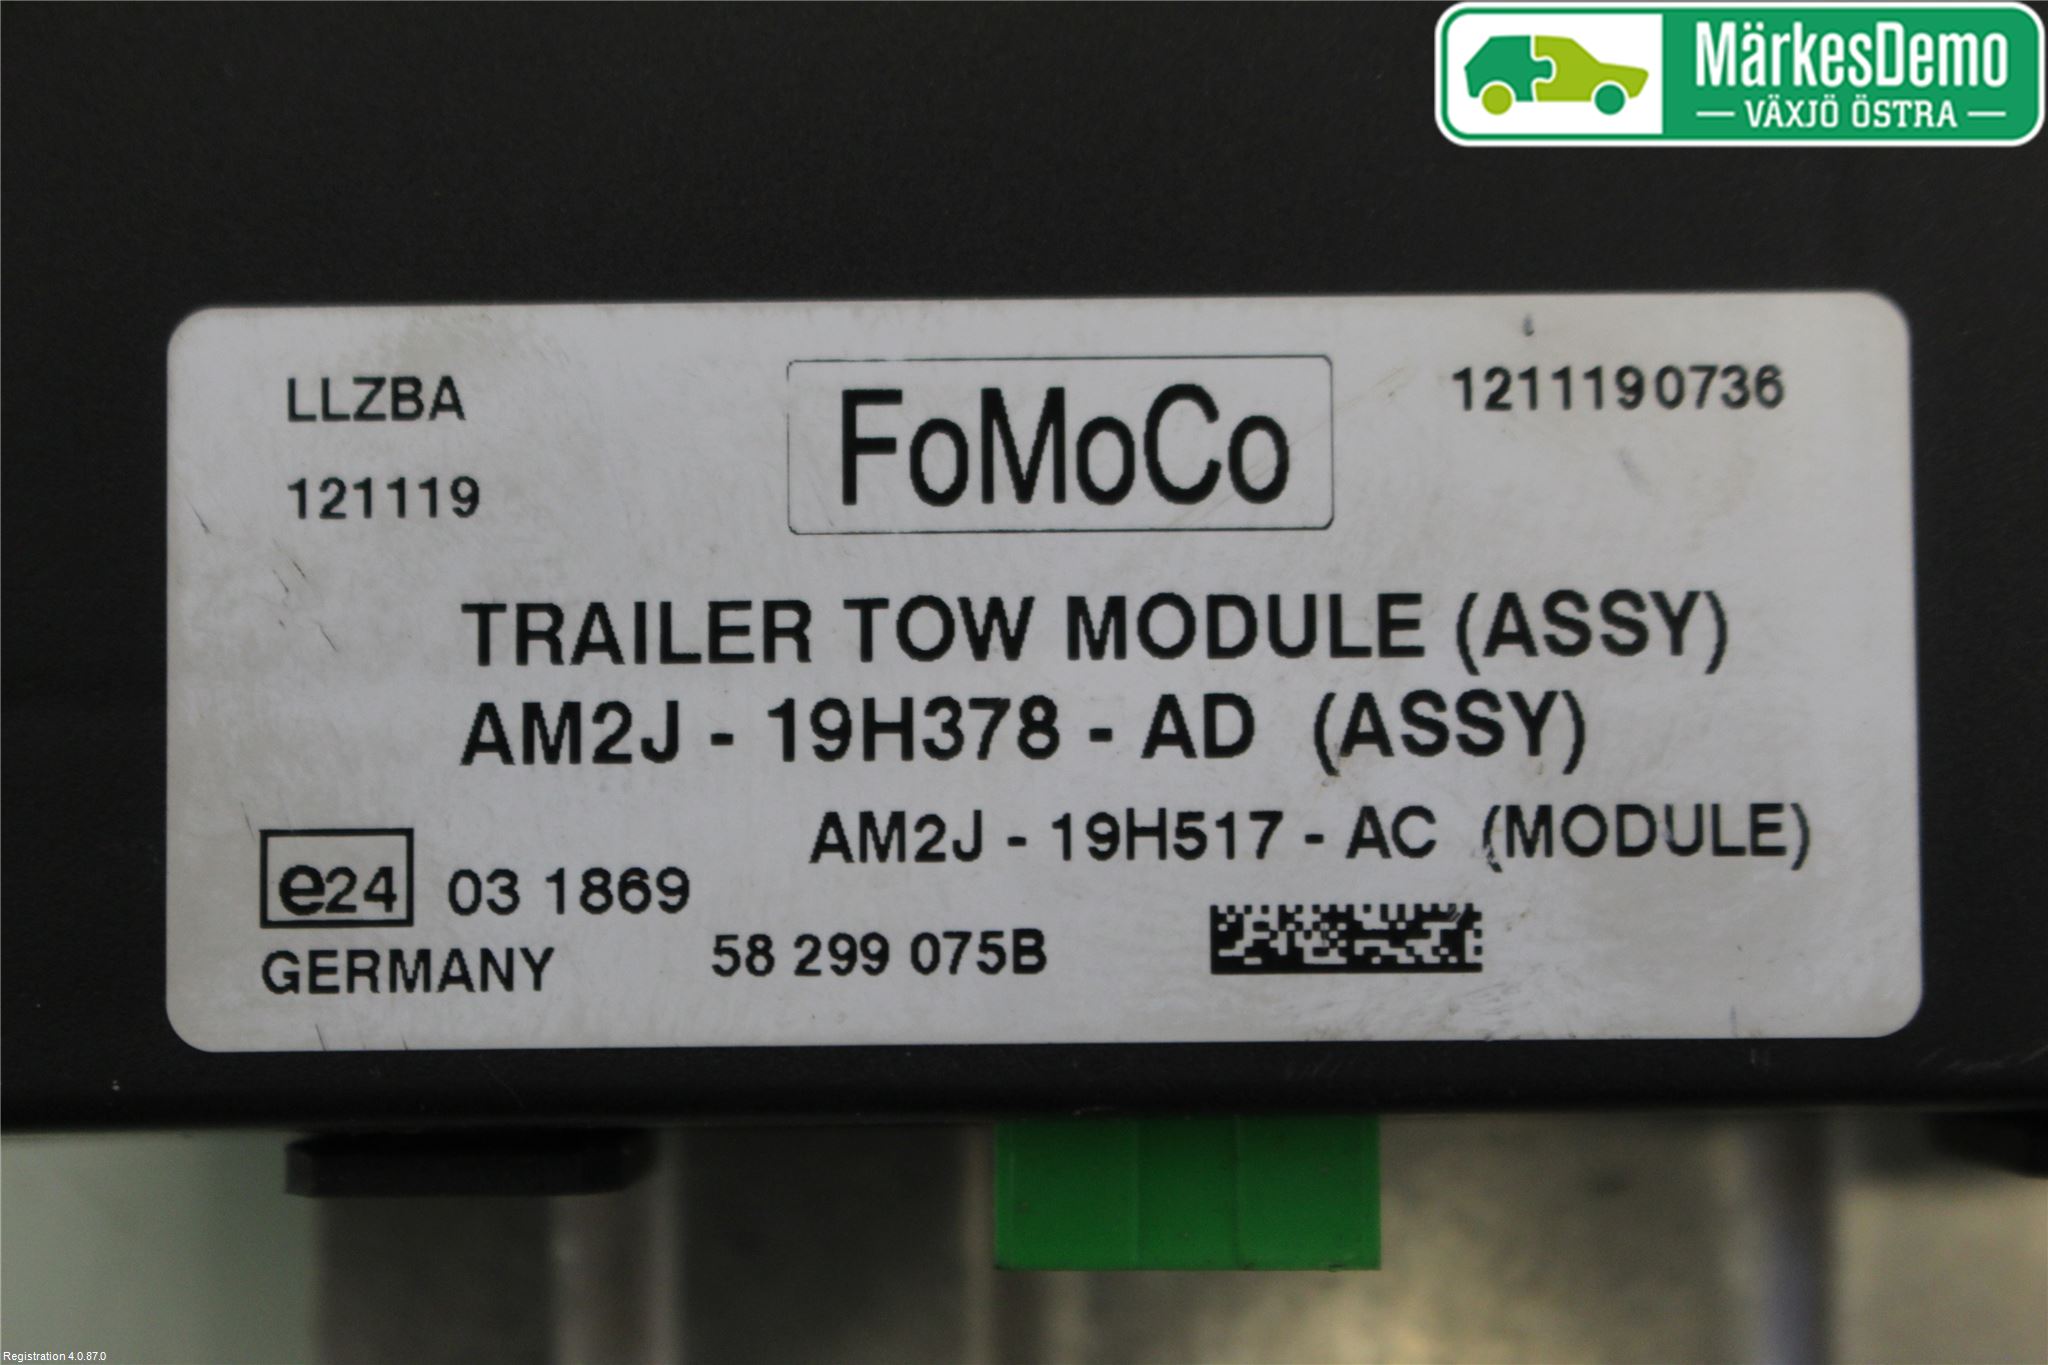 MärkesDemo
VÄXJÖ ÖSTRA
LLZBA
121119
FoMoCo
1211190736
TRAILER TOW MODULE (ASSY)
AM2J - 19H378 - AD (ASSY)
AM2J - 19H517 - AC (MODULE)
e24 03 1869
GERMANY
58 299 075B
Registration 4.0.87.0